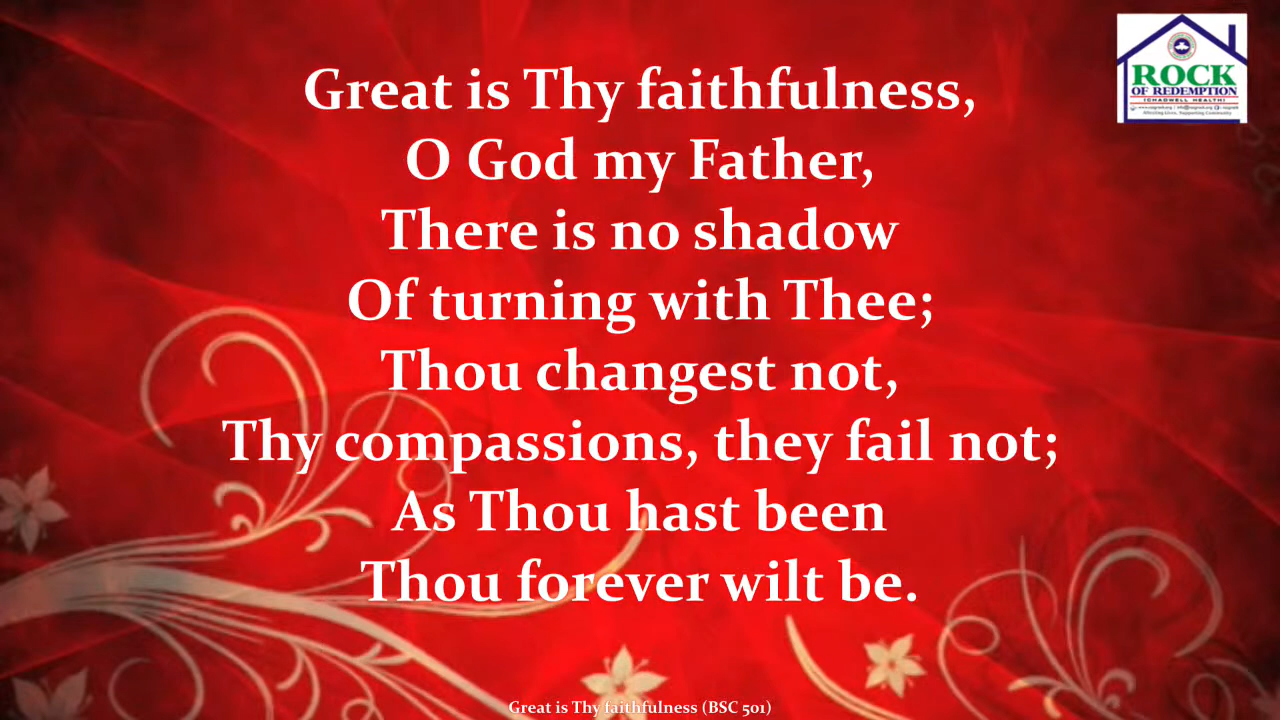 Great is Thy faithfulness,
O God my Father,
There is no shadow
Of turning with Thee;
Thou changest not,
Thy compassions, they fail not;
As Thou hast been
Thou forever wilt be.
ROCK
OF REDEMPTION
(CHADWELL HEATH)
Great is Thy faithfulness (BSC 501)